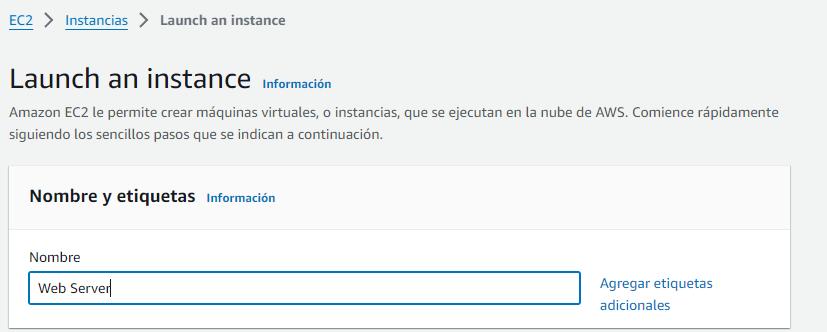 EC2 > Instancias > Launch an instance
Launch an instance Información
Amazon EC2 le permite crear máquinas virtuales, o instancias, que se ejecutan en la nube de AWS. Comience rápidamente
siguiendo los sencillos pasos que se indican a continuación.
Nombre y etiquetas Información
Nombre
Web Server
Agregar etiquetas
adicionales